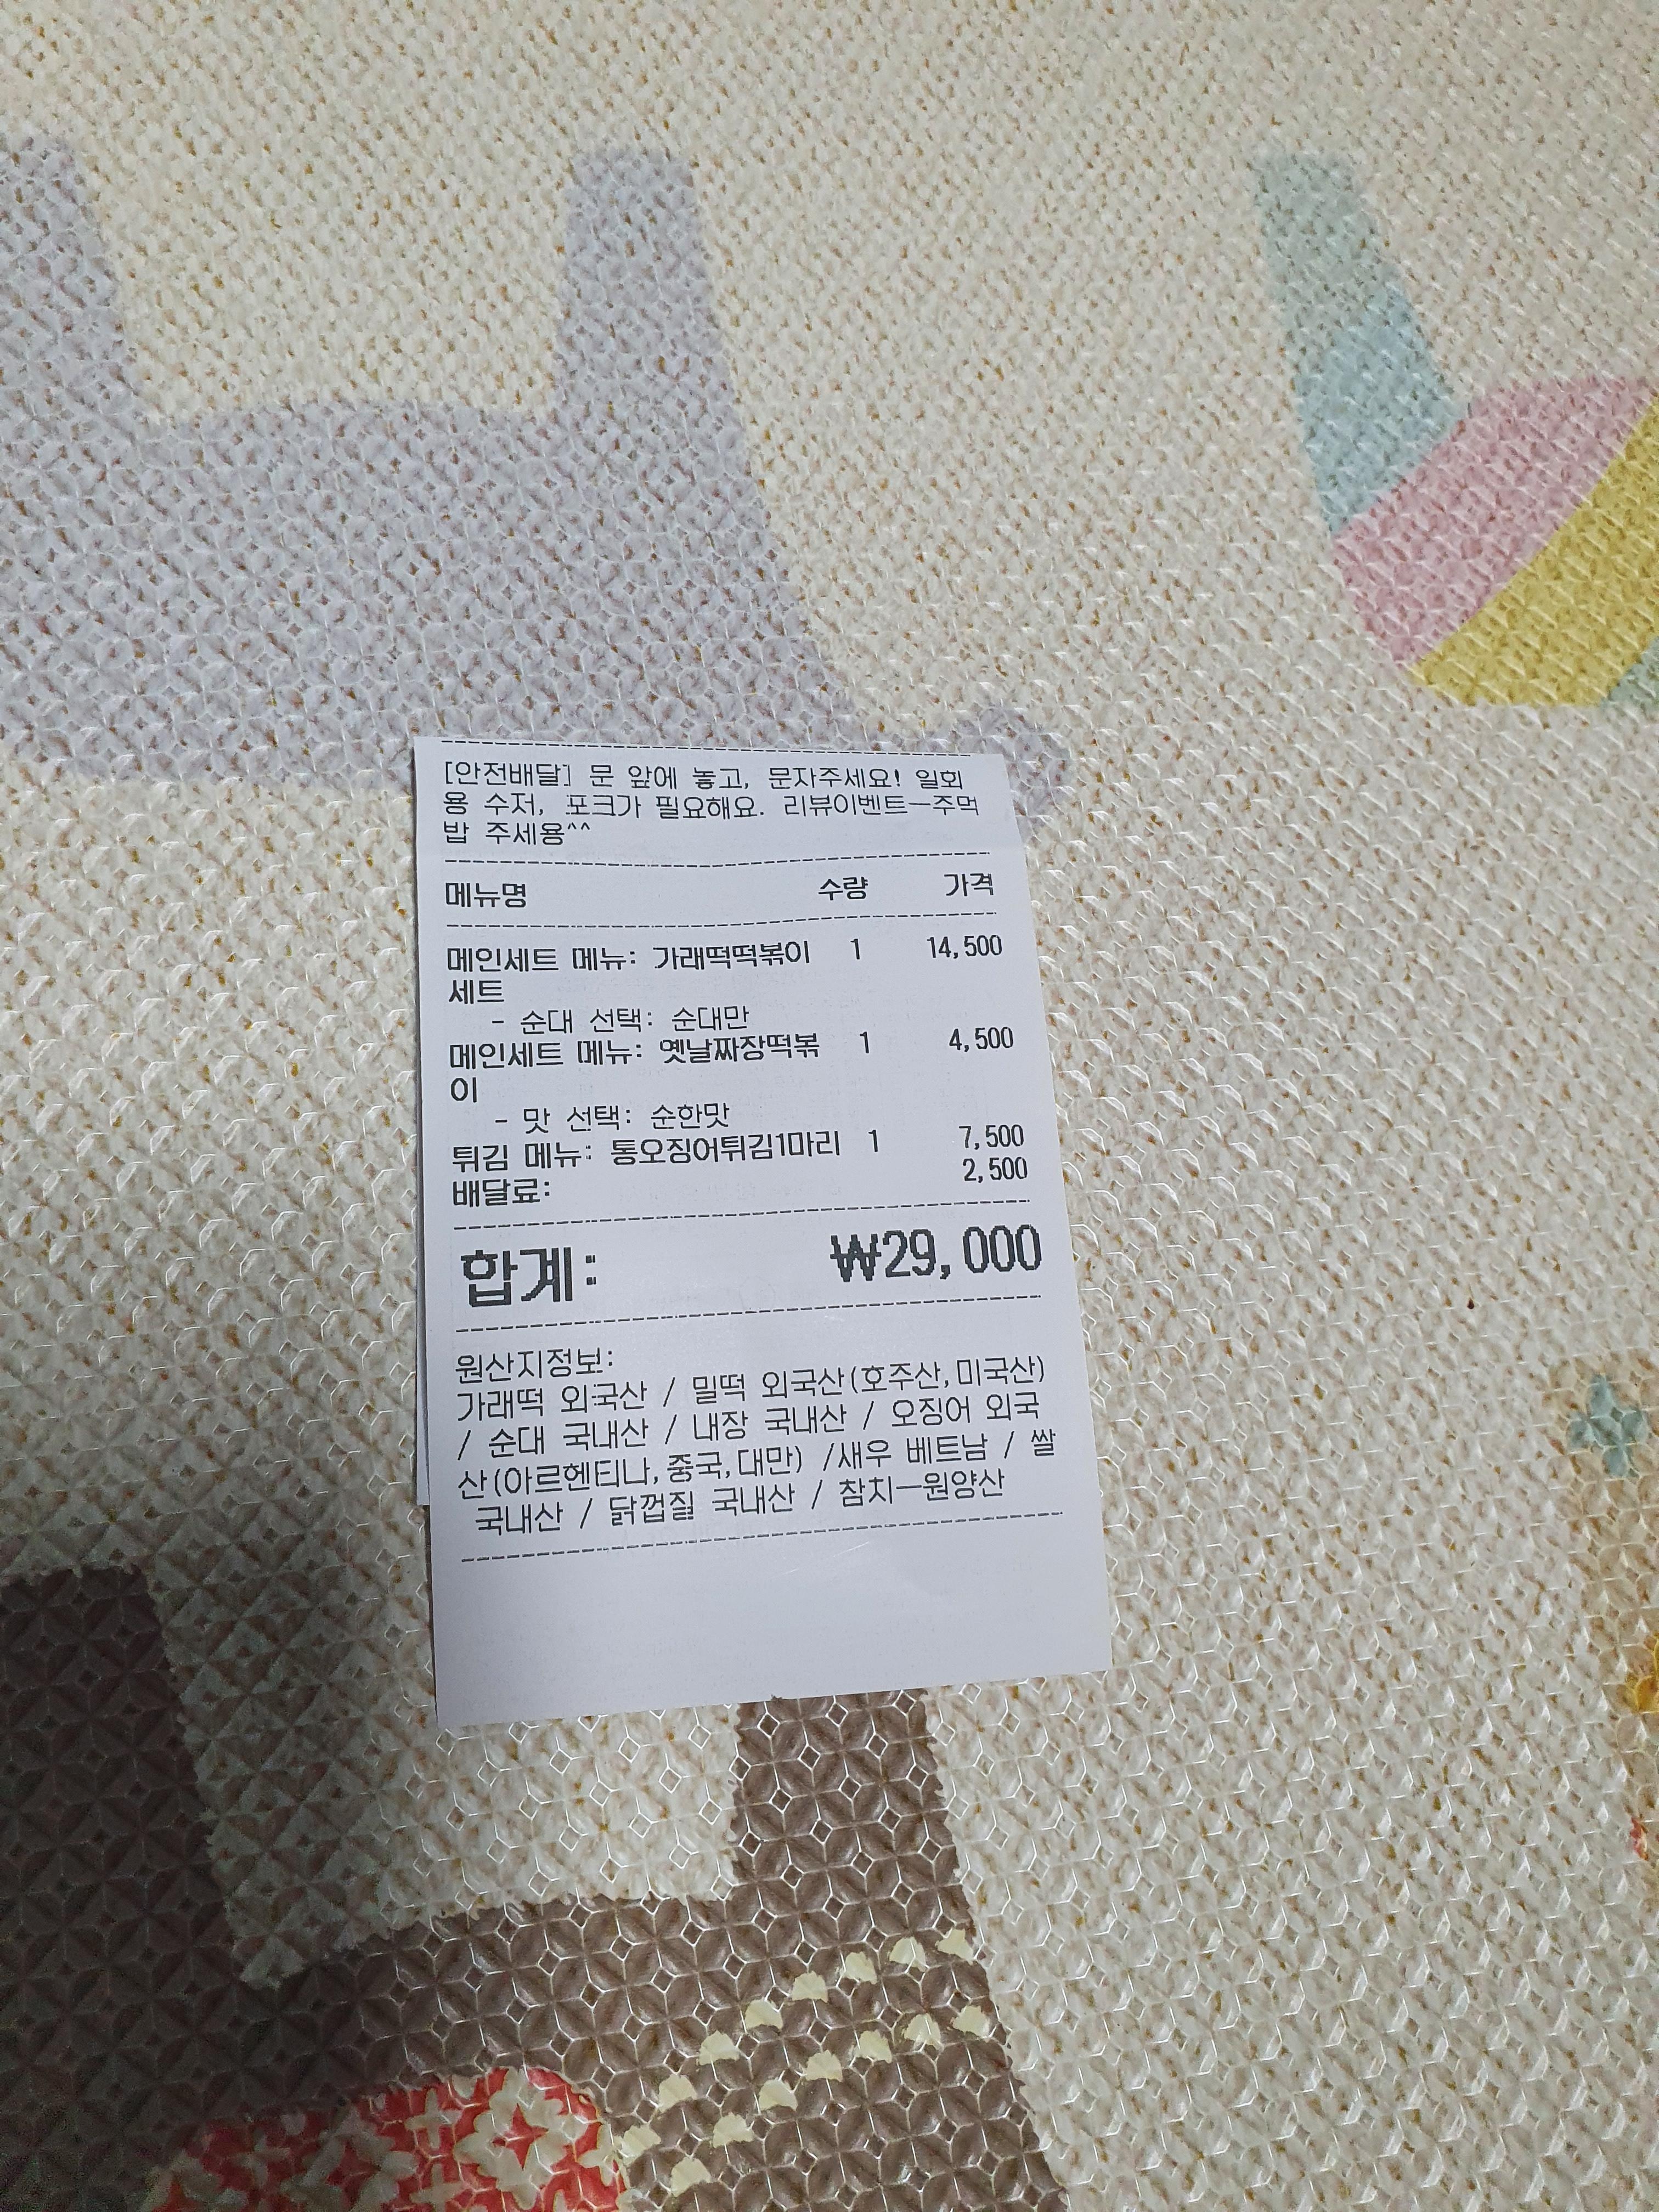 [안전배달] 문 앞에 놓고, 문자주세요! 일회
용 수저, 포크가 필요해요. 리뷰이벤트ㅡ주먹
밥 주세용^^
메뉴명 수량 가격
메인세트 메뉴: 가래떡떡볶이 1 14,500
세트
- 순대 선택: 순대만
메인세트 메뉴: 옛날짜장떡볶 1 4,500
이
- 맛 선택: 순한맛
튀김 메뉴: 통오징어튀김1마리 1 7,500
배달료: 2,500
합계: ₩29,000
원산지정보:
가래떡 외국산 / 밀떡 외국산(호주산,미국산)
/ 순대 국내산 / 내장 국내산 / 오징어 외국
산(아르헨티나,중국,대만) /새우 베트남 / 쌀
국내산 / 닭껍질 국내산 / 참치ㅡ원양산